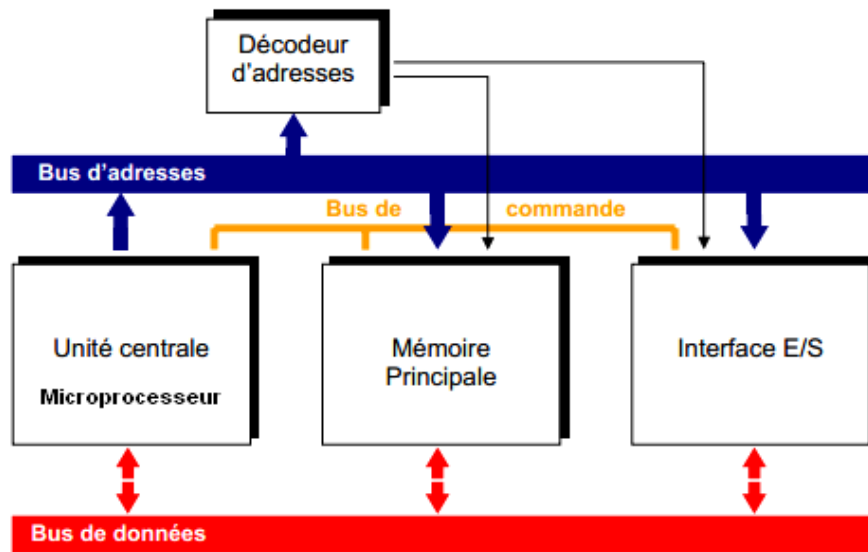 Décodeur
d'adresses
Bus d'adresses
Bus de commande
Unité centrale
Microprocesseur
Mémoire
Principale
Interface E/S
Bus de données